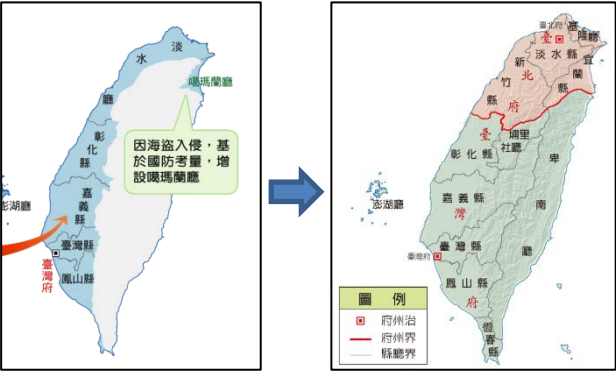 淡水廳
噶瑪蘭廳
因海盜入侵，基
於國防考量，增
設噶瑪蘭廳
彰化縣
嘉義縣
澎湖廳
臺灣縣
臺灣府
鳳山縣
臺北府
基隆廳
臺北府
淡水縣
宜蘭縣
新竹縣
臺灣府
埔里社廳
彰化縣
卑南廳
嘉義縣
澎湖廳
臺灣縣
臺灣府
鳳山縣
恆春縣
圖例
府州治
府州界
縣廳界